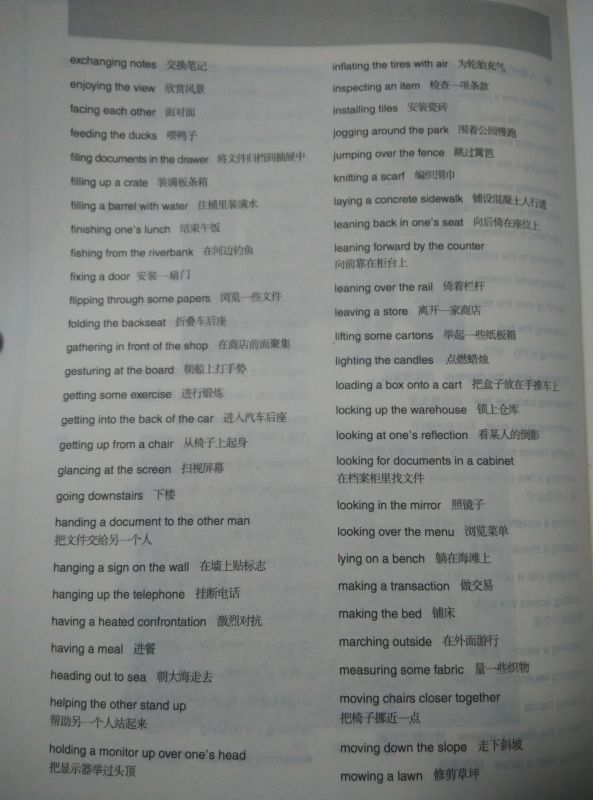 exchanging notes 交换笔记
enjoying the view 欣赏风景
facing each other 面对面
feeding the ducks 喂鸭子
filing documents in the drawer 将文件归档到抽屉中
filling up a crate 装满板条箱
filling a barrel with water 往桶里装满水
finishing one's lunch 结束午饭
fishing from the riverbank 在河边钓鱼
fixing a door 安装一扇门
flipping through some papers 浏览一些文件
folding the backseat 折叠车后座
gathering in front of the shop 在商店前面聚集
gesturing at the board 朝船上打手势
getting some exercise 进行锻炼
getting into the back of the car 进入汽车后座
getting up from a chair 从椅子上起身
glancing at the screen 扫视屏幕
going downstairs 下楼
handing a document to the other man
把文件交给另一个人
hanging a sign on the wall 在墙上贴标志
hanging up the telephone 挂断电话
having a heated confrontation 激烈对抗
having a meal 进餐
heading out to sea 朝大海走去
helping the other stand up
帮助另一个人站起来
holding a monitor up over one's head
把显示器举过头顶
inflating the tires with air 为轮胎充气
inspecting an item 检查一项条款
installing tiles 安装瓷砖
jogging around the park 围着公园慢跑
jumping over the fence 跳过篱笆
knitting a scarf 编织围巾
laying a concrete sidewalk 铺设混凝土人行道
leaning back in one's seat 向后倚在座位上
leaning forward by the counter
向前靠在柜台上
leaning over the rail 倚着栏杆
leaving a store 离开一家商店
lifting some cartons 举起一些纸板箱
lighting the candles 点燃蜡烛
loading a box onto a cart 把盒子放在手推车上
locking up the warehouse 锁上仓库
looking at one's reflection 看某人的倒影
looking for documents in a cabinet
在档案柜里找文件
looking in the mirror 照镜子
looking over the menu 浏览菜单
lying on a bench 躺在海滩上
making a transaction 做交易
making the bed 铺床
marching outside 在外面游行
measuring some fabric 量一些织物
moving chairs closer together
把椅子挪近一点
moving down the slope 走下斜坡
mowing a lawn 修剪草坪